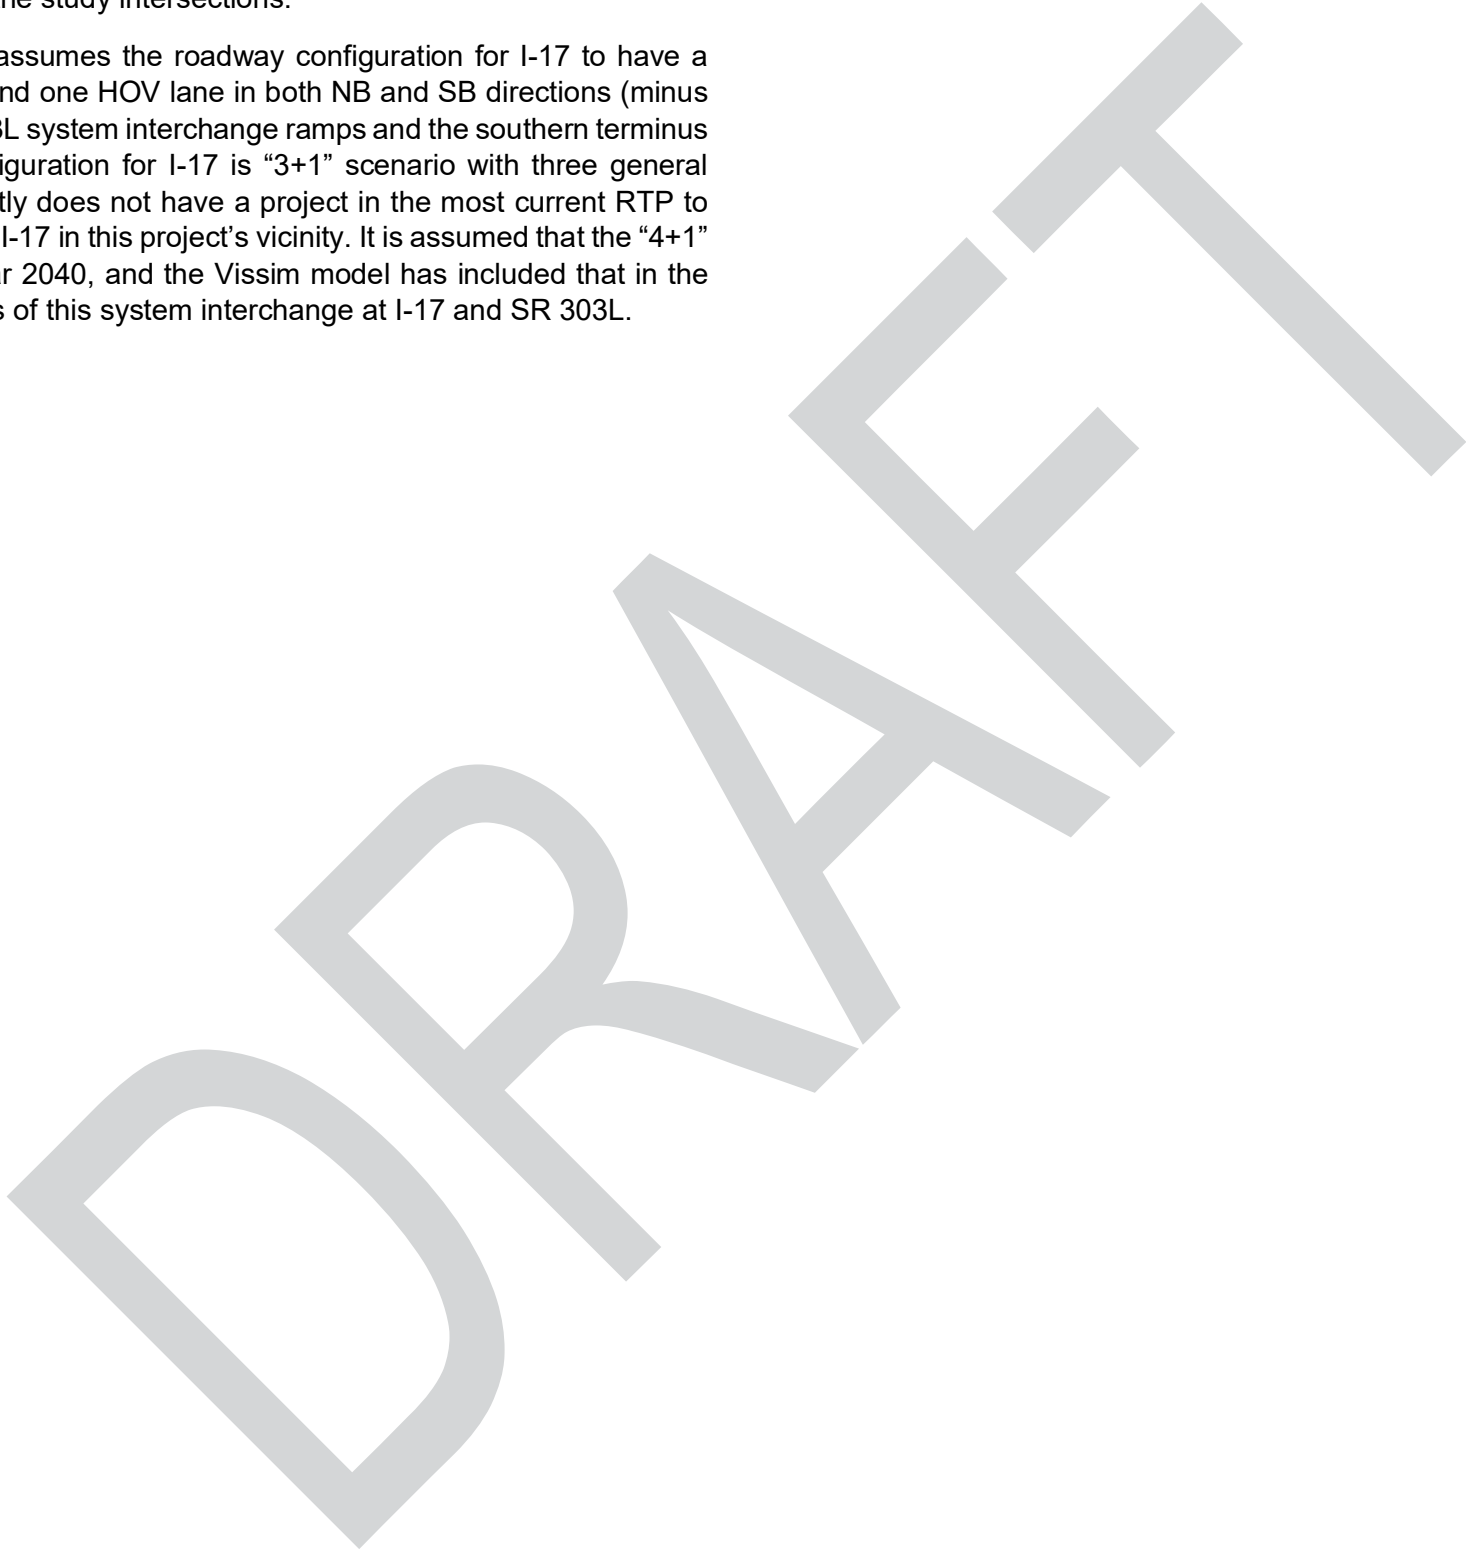 he study intersections.
assumes the roadway configuration for I-17 to have a
nd one HOV lane in both NB and SB directions (minus
3L system interchange ramps and the southern terminus
iguration for I-17 is “3+1” scenario with three general
tly does not have a project in the most current RTP to
I-17 in this project’s vicinity. It is assumed that the “4+1”
ar 2040, and the Vissim model has included that in the
s of this system interchange at I-17 and SR 303L.
DRAFT